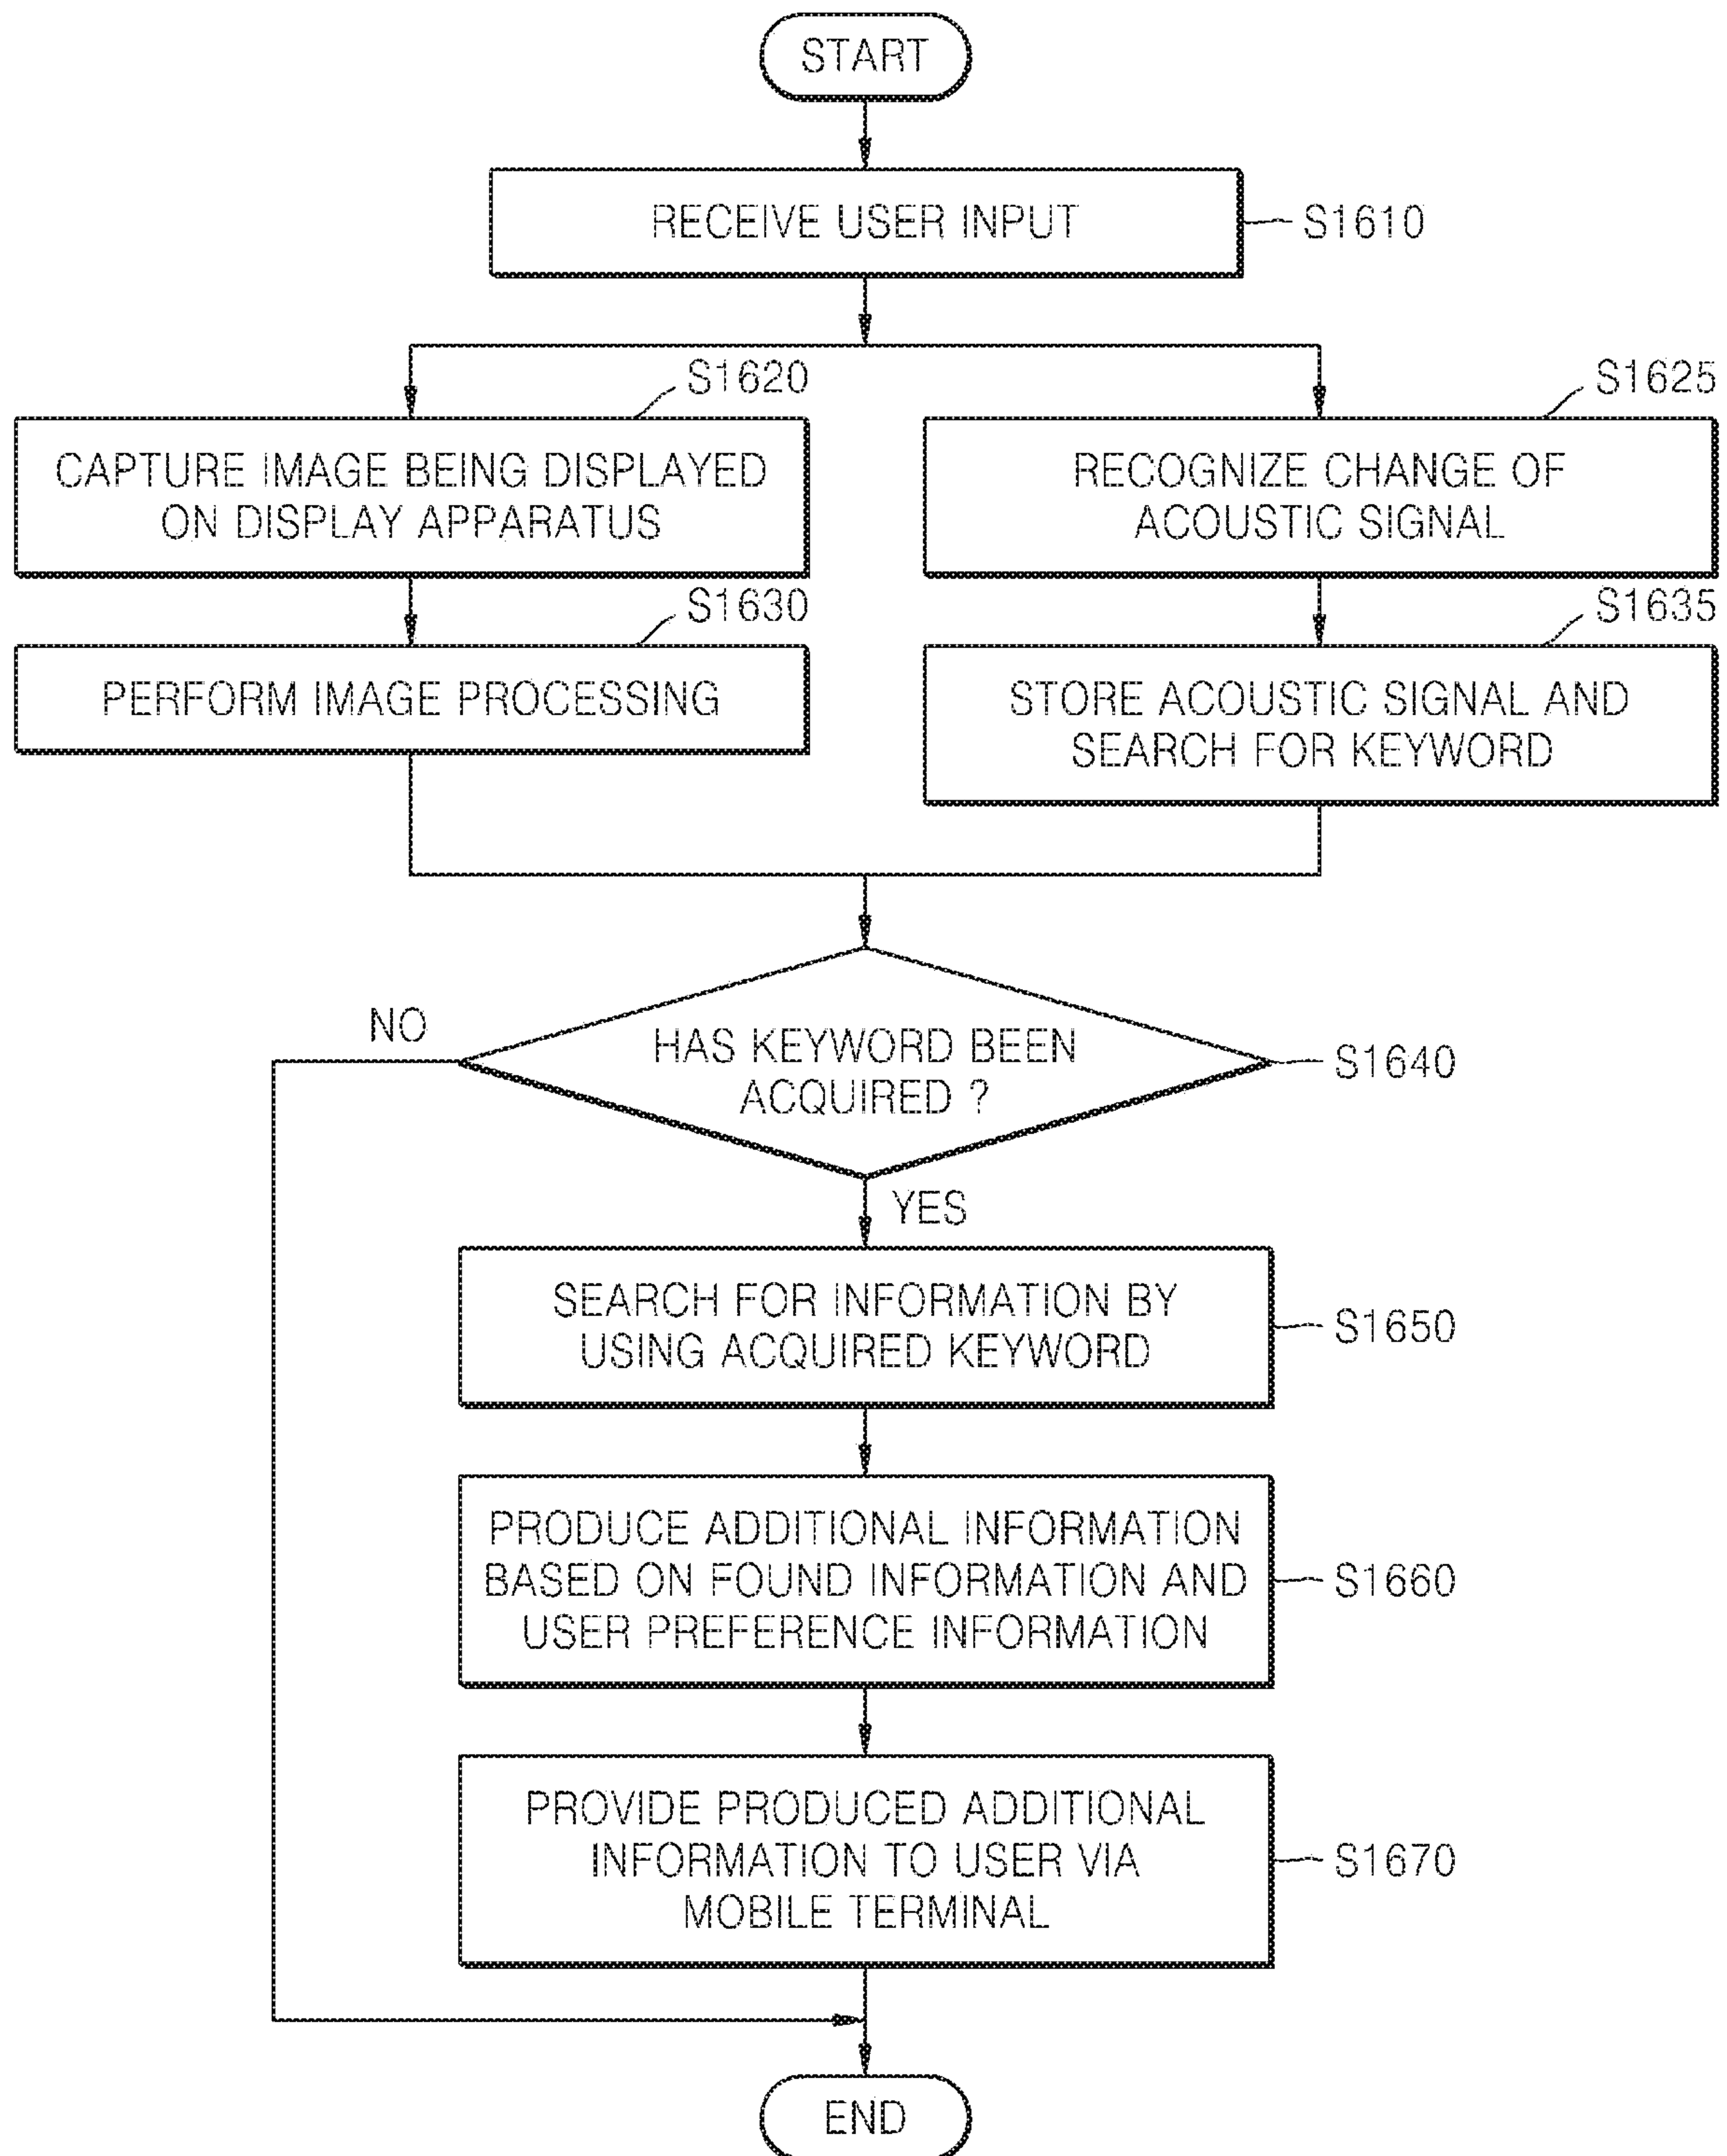 START
RECEIVE USER INPUT
S1610
S1620
CAPTURE IMAGE BEING DISPLAYED
ON DISPLAY APPARATUS
S1625
RECOGNIZE CHANGE OF
ACOUSTIC SIGNAL
S1630
PERFORM IMAGE PROCESSING
S1635
STORE ACOUSTIC SIGNAL AND
SEARCH FOR KEYWORD
NO
HAS KEYWORD BEEN
ACQUIRED ?
S1640
YES
SEARCH FOR INFORMATION BY
USING ACQUIRED KEYWORD
S1650
PRODUCE ADDITIONAL INFORMATION
BASED ON FOUND INFORMATION AND
USER PREFERENCE INFORMATION
S1660
PROVIDE PRODUCED ADDITIONAL
INFORMATION TO USER VIA
MOBILE TERMINAL
S1670
END